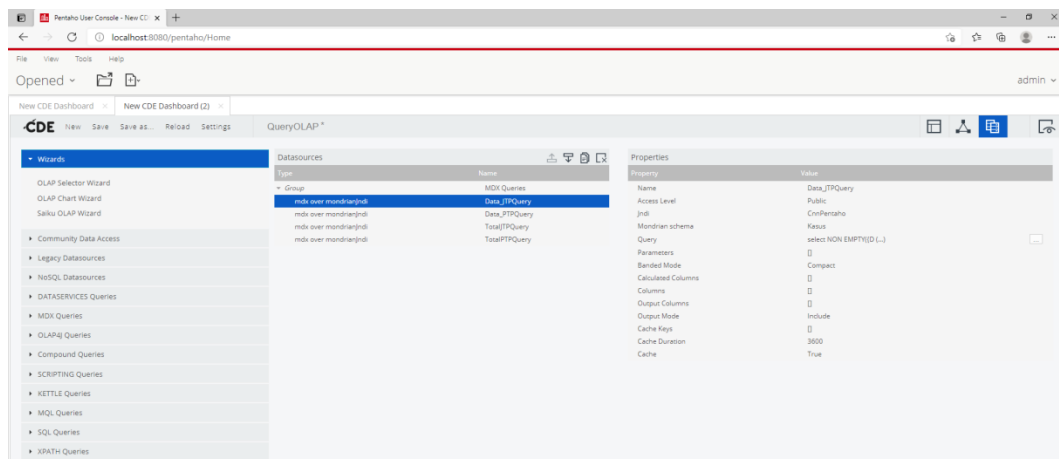 Pentaho User Console - New CD
localhost:8080/pentaho/Home
File View Tools Help
Opened
admin
New CDE Dashboard
New CDE Dashboard (2)
CDE New Save Save as... Reload Settings QueryOLAP*
Wizards
OLAP Selector Wizard
OLAP Chart Wizard
Saiku OLAP Wizard
Community Data Access
Legacy Datasources
NoSQL Datasources
DATASERVICES Queries
MDX Queries
OLAP4J Queries
Compound Queries
SCRIPTING Queries
KETTLE Queries
MQL Queries
SQL Queries
XPATH Queries
Datasources
Type Name
Group MDX Queries
mdx over mondrianJndi Data_JTPQuery
mdx over mondrianJndi Data_PTPQuery
mdx over mondrianJndi TotalJTPQuery
mdx over mondrianJndi TotalPTPQuery
Properties
Property Value
Name Data_JTPQuery
Access Level Public
Jndi CnnPentaho
Mondrian schema Kasus
Query select NON EMPTY({D (...) ...
Parameters []
Banded Mode Compact
Calculated Columns []
Columns []
Output Columns []
Output Mode Include
Cache Keys []
Cache Duration 3600
Cache True